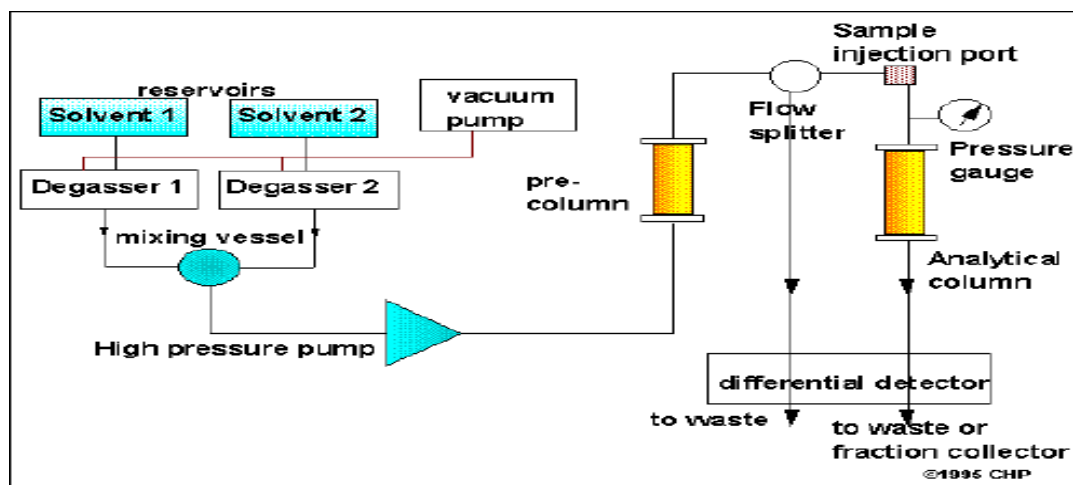 reservoirs
Solvent 1
Solvent 2
vacuum
pump
Degasser 1
Degasser 2
mixing vessel
High pressure pump
pre-
column
Flow
splitter
Sample
injection port
Pressure
gauge
Analytical
column
differential detector
to waste
to waste or
fraction collector
©1995 CHP